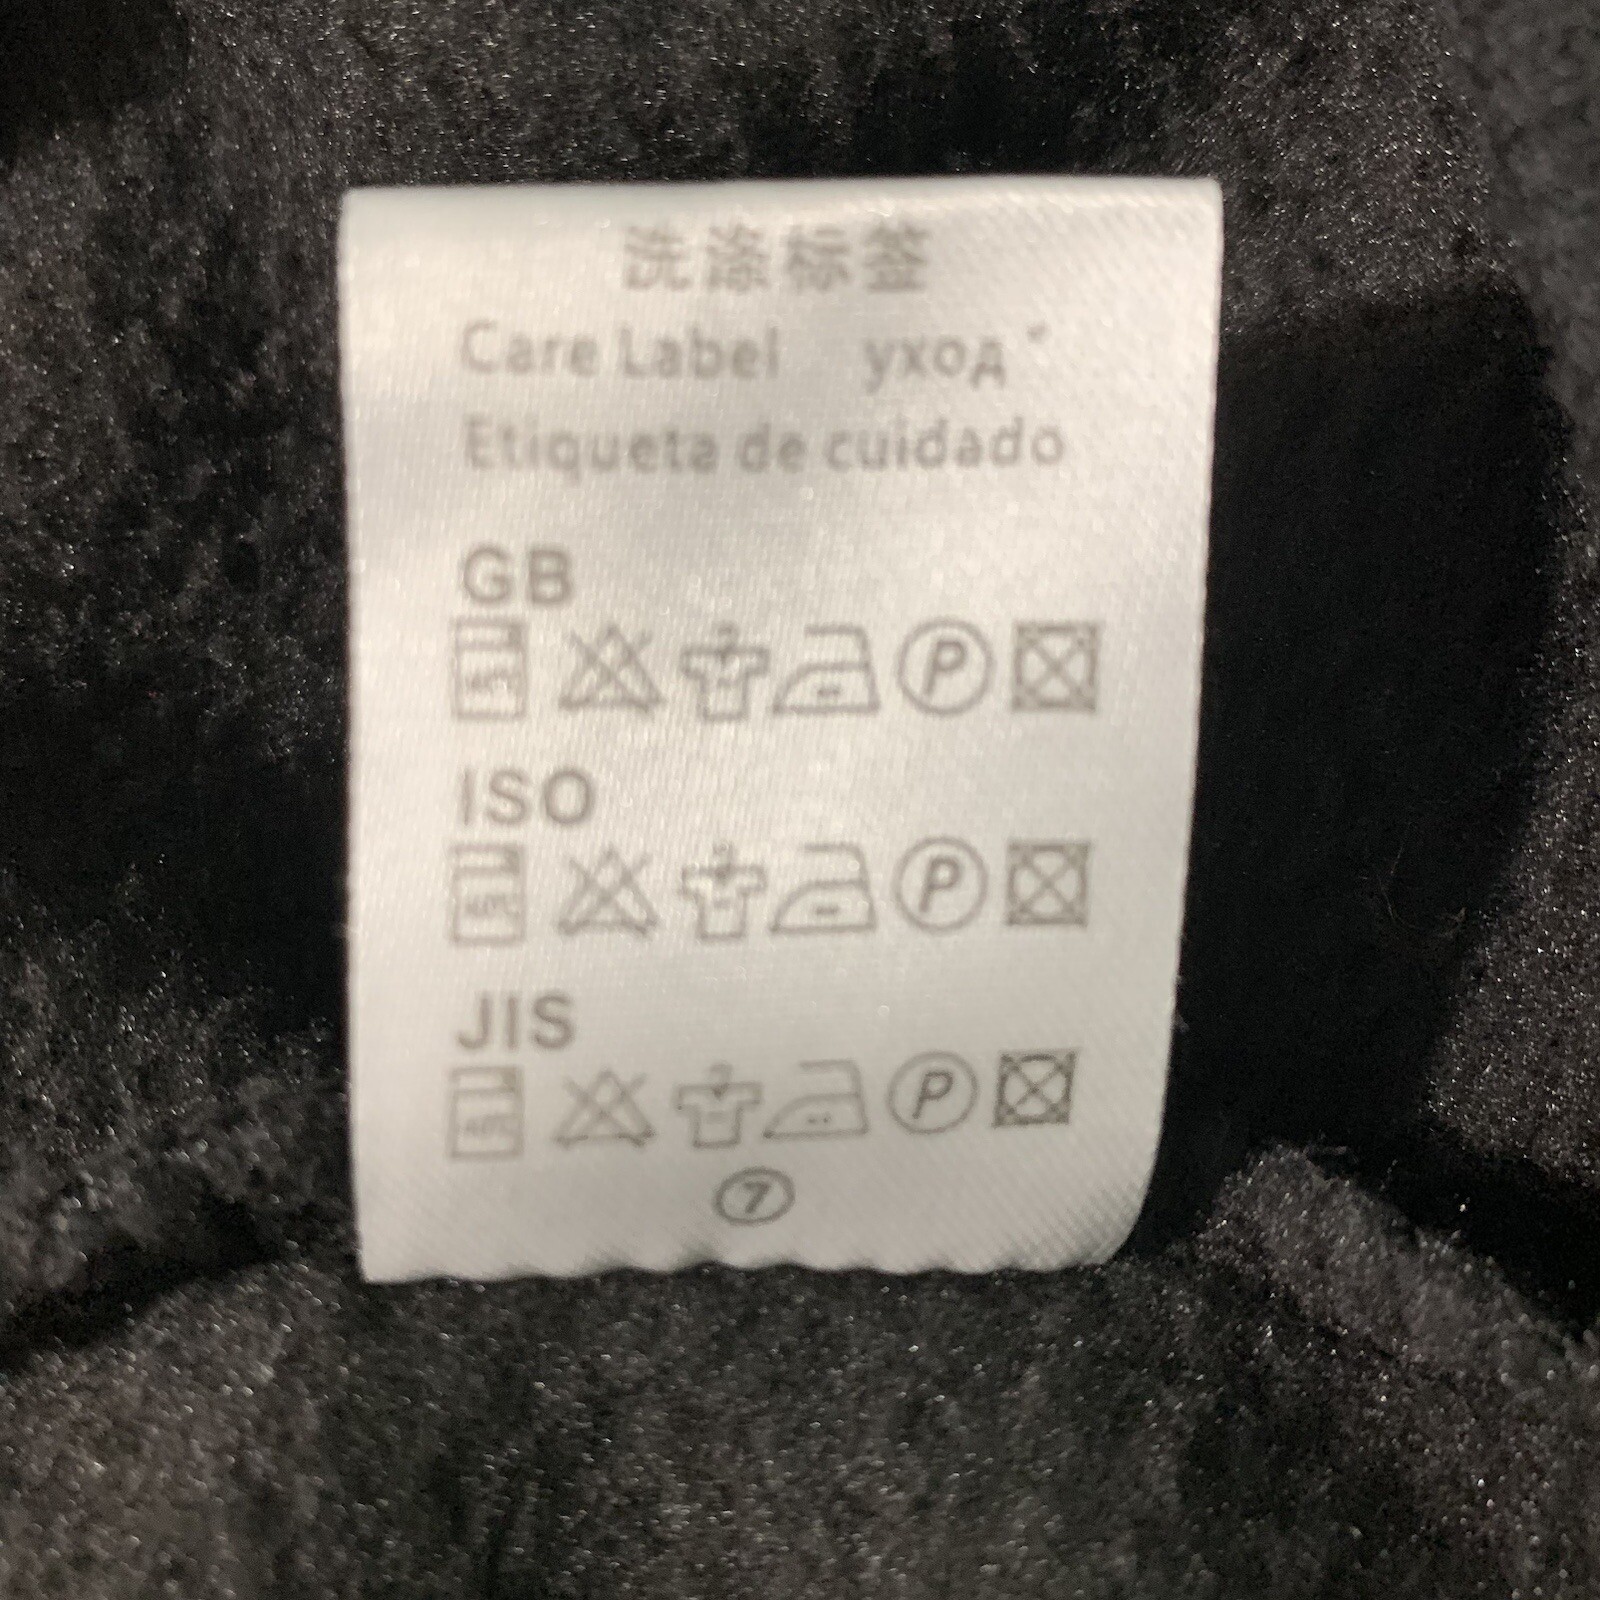 洗涤标签
Care Label уход
Etiqueta de cuidado
GB
P
ISO
P
JIS
P
7